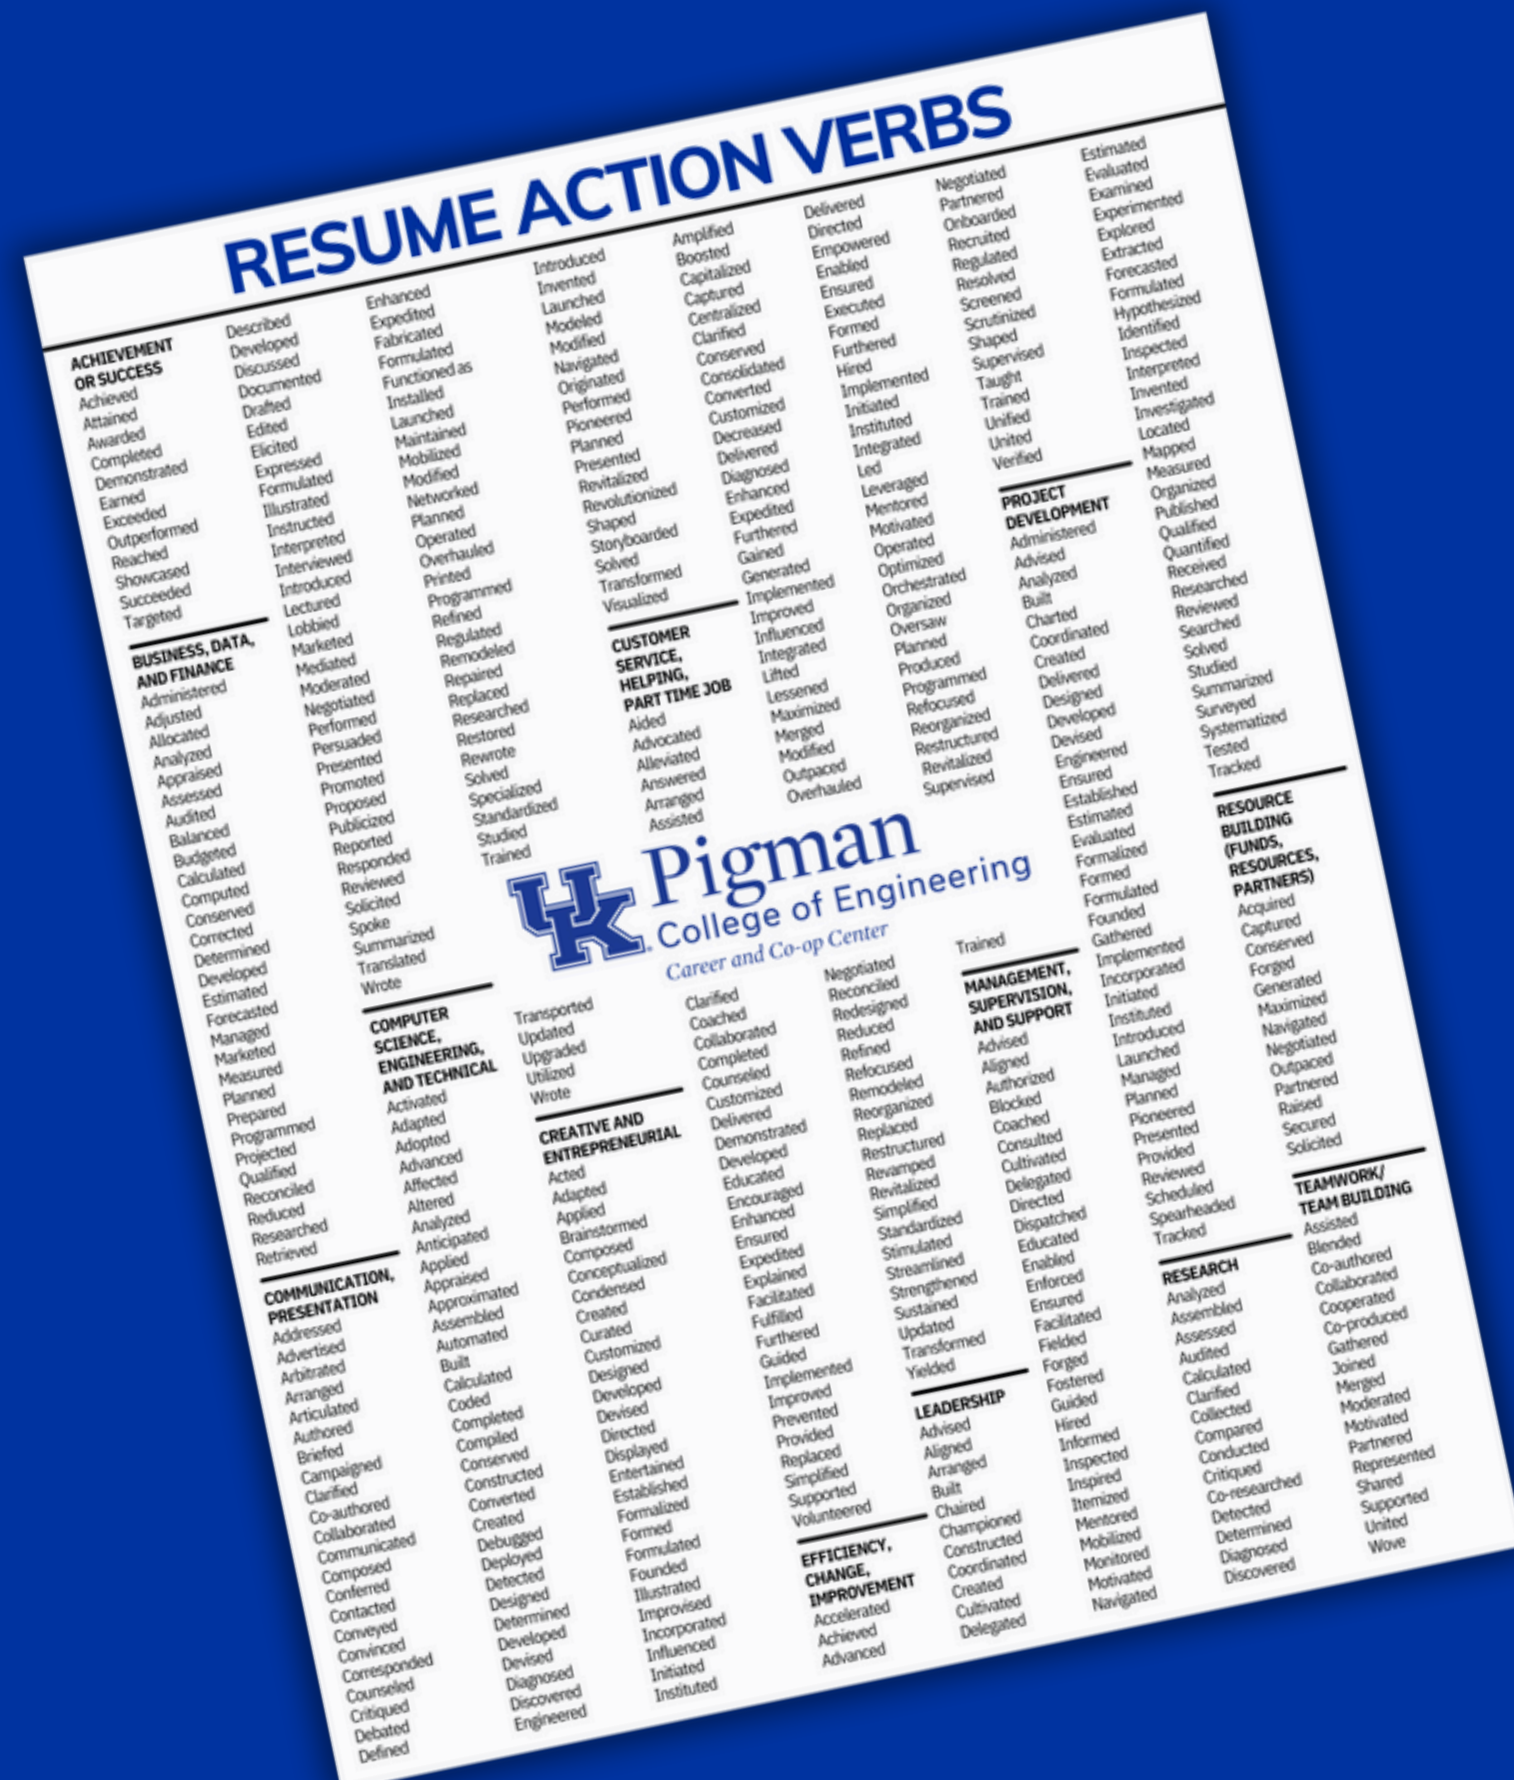 RESUME ACTION VERBS
ACHIEVEMENT
OR SUCCESS
Achieved
Attained
Awarded
Completed
Demonstrated
Earned
Exceeded
Outperformed
Reached
Showcased
Succeeded
Targeted
BUSINESS, DATA,
AND FINANCE
Administered
Adjusted
Allocated
Analyzed
Appraised
Assessed
Audited
Balanced
Budgeted
Calculated
Computed
Conserved
Corrected
Determined
Developed
Estimated
Forecasted
Managed
Marketed
Measured
Planned
Prepared
Programmed
Projected
Qualified
Reconciled
Reduced
Researched
Retrieved
COMMUNICATION,
PRESENTATION
Addressed
Advertised
Arbitrated
Arranged
Articulated
Authored
Briefed
Campaigned
Clarified
Co-authored
Collaborated
Communicated
Composed
Conferred
Contacted
Conveyed
Convinced
Corresponded
Counseled
Critiqued
Debated
Defined
Described
Developed
Discussed
Documented
Drafted
Edited
Elicited
Expressed
Formulated
Illustrated
Instructed
Interpreted
Interviewed
Introduced
Lectured
Lobbied
Marketed
Mediated
Moderated
Negotiated
Performed
Persuaded
Presented
Promoted
Proposed
Publicized
Reported
Responded
Reviewed
Solicited
Spoke
Summarized
Translated
Wrote
COMPUTER
SCIENCE,
ENGINEERING,
AND TECHNICAL
Activated
Adapted
Adopted
Advanced
Affected
Altered
Analyzed
Anticipated
Applied
Appraised
Approximated
Assembled
Automated
Built
Calculated
Coded
Completed
Compiled
Conserved
Constructed
Converted
Created
Debugged
Deployed
Detected
Designed
Determined
Developed
Devised
Diagnosed
Discovered
Engineered
Enhanced
Expedited
Fabricated
Formulated
Functioned as
Installed
Launched
Maintained
Mobilized
Modified
Networked
Planned
Operated
Overhauled
Printed
Programmed
Refined
Regulated
Remodeled
Repaired
Replaced
Researched
Restored
Rewrote
Solved
Specialized
Standardized
Studied
Trained
Transported
Updated
Upgraded
Utilized
Wrote
CREATIVE AND
ENTREPRENEURIAL
Acted
Adapted
Applied
Brainstormed
Composed
Conceptualized
Condensed
Created
Curated
Customized
Designed
Developed
Devised
Directed
Displayed
Entertained
Established
Formalized
Formed
Formulated
Founded
Illustrated
Improvised
Incorporated
Influenced
Initiated
Instituted
Introduced
Invented
Launched
Modeled
Modified
Navigated
Originated
Performed
Pioneered
Planned
Presented
Revitalized
Revolutionized
Shaped
Storyboarded
Solved
Transformed
Visualized
CUSTOMER
SERVICE,
HELPING,
PART TIME JOB
Aided
Advocated
Alleviated
Answered
Arranged
Assisted
UK Pigman
College of Engineering
Career and Co-op Center
Clarified
Coached
Collaborated
Completed
Counseled
Customized
Delivered
Demonstrated
Developed
Educated
Encouraged
Enhanced
Ensured
Expedited
Explained
Facilitated
Fulfilled
Furthered
Guided
Implemented
Improved
Prevented
Provided
Replaced
Simplified
Supported
Volunteered
EFFICIENCY,
CHANGE,
IMPROVEMENT
Accelerated
Achieved
Advanced
Amplified
Boosted
Capitalized
Captured
Centralized
Clarified
Conserved
Consolidated
Converted
Customized
Decreased
Delivered
Diagnosed
Enhanced
Expedited
Furthered
Gained
Generated
Implemented
Improved
Influenced
Integrated
Lifted
Lessened
Maximized
Merged
Modified
Outpaced
Overhauled
Negotiated
Reconciled
Redesigned
Reduced
Refined
Refocused
Remodeled
Reorganized
Replaced
Restructured
Revamped
Revitalized
Simplified
Standardized
Stimulated
Streamlined
Strengthened
Sustained
Updated
Transformed
Yielded
LEADERSHIP
Advised
Aligned
Arranged
Built
Chaired
Championed
Constructed
Coordinated
Created
Cultivated
Delegated
Delivered
Directed
Empowered
Enabled
Ensured
Executed
Formed
Furthered
Hired
Implemented
Initiated
Instituted
Integrated
Led
Leveraged
Mentored
Motivated
Operated
Optimized
Orchestrated
Organized
Oversaw
Planned
Produced
Programmed
Refocused
Reorganized
Restructured
Revitalized
Supervised
Trained
MANAGEMENT,
SUPERVISION,
AND SUPPORT
Advised
Aligned
Authorized
Blocked
Coached
Consulted
Cultivated
Delegated
Directed
Dispatched
Educated
Enabled
Enforced
Ensured
Facilitated
Fielded
Forged
Fostered
Guided
Hired
Informed
Inspected
Inspired
Itemized
Mentored
Mobilized
Monitored
Motivated
Navigated
Negotiated
Partnered
Onboarded
Recruited
Regulated
Resolved
Screened
Scrutinized
Shaped
Supervised
Taught
Trained
Unified
United
Verified
PROJECT
DEVELOPMENT
Administered
Advised
Analyzed
Built
Charted
Coordinated
Created
Delivered
Designed
Developed
Devised
Engineered
Ensured
Established
Estimated
Evaluated
Formalized
Formed
Formulated
Founded
Gathered
Implemented
Incorporated
Initiated
Instituted
Introduced
Launched
Managed
Planned
Pioneered
Presented
Provided
Reviewed
Scheduled
Spearheaded
Tracked
RESEARCH
Analyzed
Assembled
Assessed
Audited
Calculated
Clarified
Collected
Compared
Conducted
Critiqued
Co-researched
Detected
Determined
Diagnosed
Discovered
Estimated
Evaluated
Examined
Experimented
Explored
Extracted
Forecasted
Formulated
Hypothesized
Identified
Inspected
Interpreted
Invented
Investigated
Located
Mapped
Measured
Organized
Published
Qualified
Quantified
Received
Researched
Reviewed
Searched
Solved
Studied
Summarized
Surveyed
Systematized
Tested
Tracked
RESOURCE
BUILDING
(FUNDS,
RESOURCES,
PARTNERS)
Acquired
Captured
Conserved
Forged
Generated
Maximized
Navigated
Negotiated
Outpaced
Partnered
Raised
Secured
Solicited
TEAMWORK/
TEAM BUILDING
Assisted
Blended
Co-authored
Collaborated
Cooperated
Co-produced
Gathered
Joined
Merged
Moderated
Motivated
Partnered
Represented
Shared
Supported
United
Wove